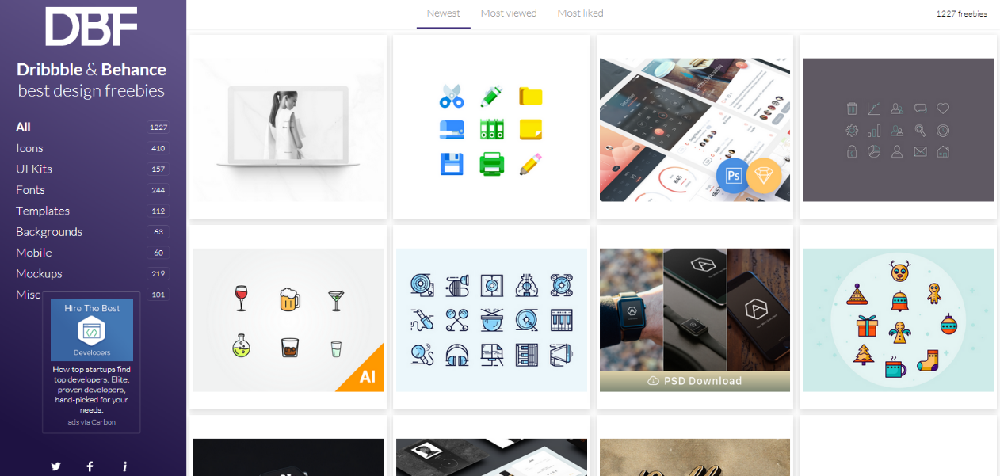 DBF
Dribbble & Behance
best design freebies
All 1227
Icons 410
UI Kits 157
Fonts 244
Templates 112
Backgrounds 63
Mobile 60
Mockups 219
Misc 101
Hire The Best
Developers
How top startups find
top developers. Elite,
proven developers,
hand-picked for your
needs.
ads via Carbon
Newest Most viewed Most liked
1227 freebies
Ps
AI
PSD Download